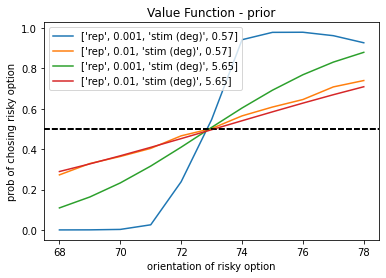 Value Function - prior
['rep', 0.001, 'stim (deg)', 0.57]
['rep', 0.01, 'stim (deg)', 0.57]
['rep', 0.001, 'stim (deg)', 5.65]
['rep', 0.01, 'stim (deg)', 5.65]
prob of chosing risky option
1.0
0.8
0.6
0.4
0.2
0.0
68 70 72 74 76 78
orientation of risky option